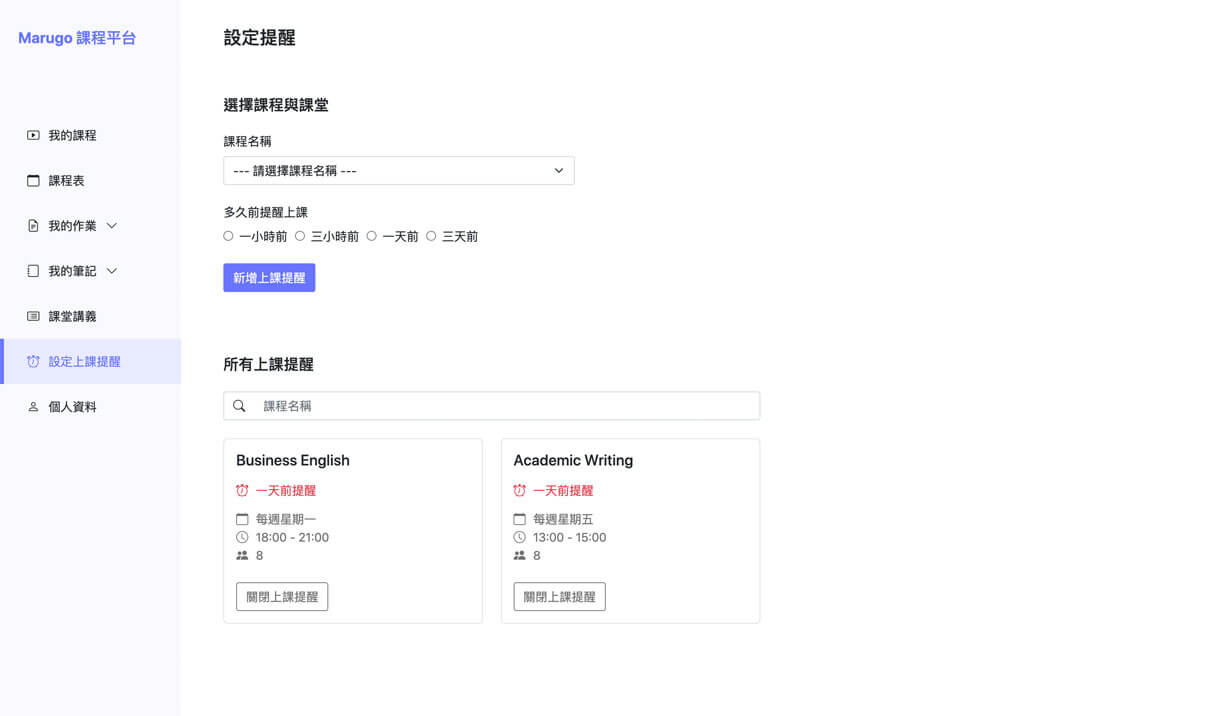 Marugo 課程平台
我的課程
課程表
我的作業
我的筆記
課堂講義
設定上課提醒
個人資料
設定提醒
選擇課程與課堂
課程名稱
--- 請選擇課程名稱 ---
多久前提醒上課
一小時前 三小時前 一天前 三天前
新增上課提醒
所有上課提醒
課程名稱
Business English
一天前提醒
每週星期一
18:00 - 21:00
8
關閉上課提醒
Academic Writing
一天前提醒
每週星期五
13:00 - 15:00
8
關閉上課提醒